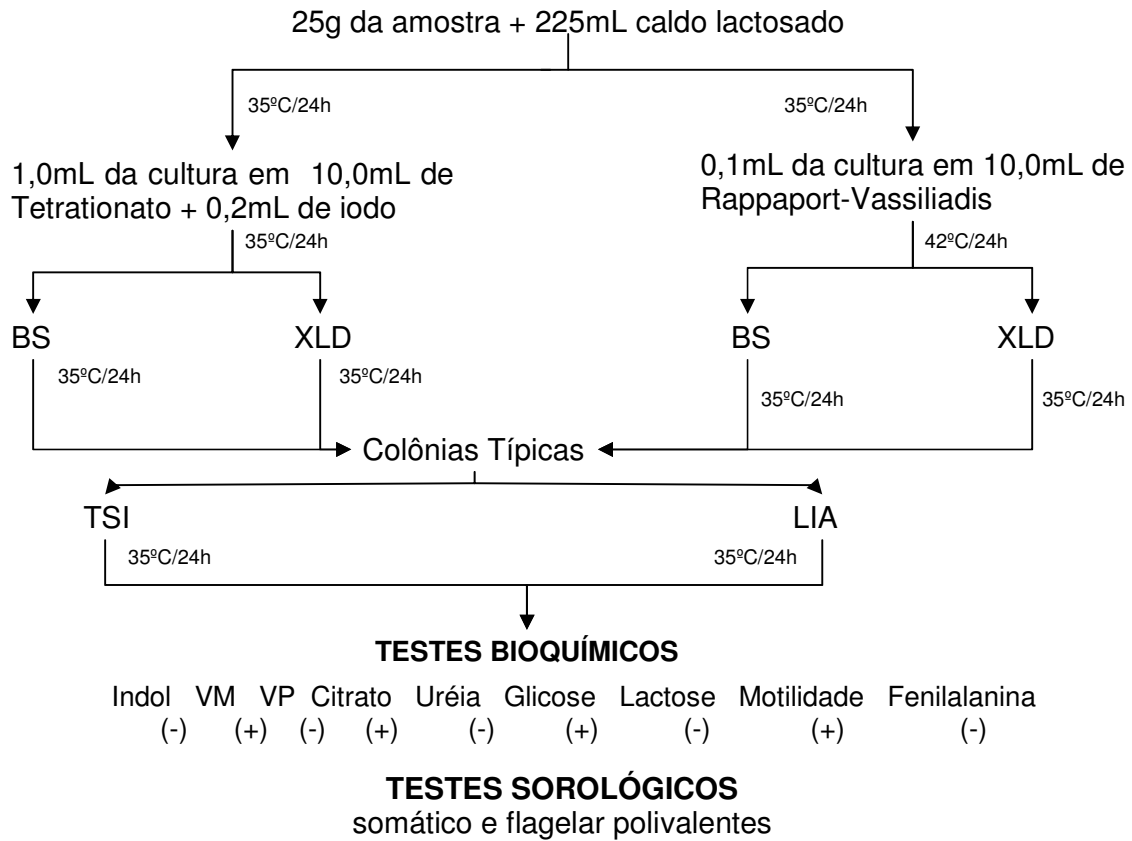 25g da amostra + 225mL caldo lactosado
35ºC/24h 35ºC/24h
1,0mL da cultura em 10,0mL de
Tetrationato + 0,2mL de iodo
0,1mL da cultura em 10,0mL de
Rappaport-Vassiliadis
35ºC/24h 42ºC/24h
BS XLD BS XLD
35ºC/24h 35ºC/24h 35ºC/24h 35ºC/24h
Colônias Típicas
TSI LIA
35ºC/24h 35ºC/24h
TESTES BIOQUÍMICOS
Indol VM VP Citrato Uréia Glicose Lactose Motilidade Fenilalanina
(-) (+) (-) (+) (-) (+) (-) (+) (-)
TESTES SOROLÓGICOS
somático e flagelar polivalentes